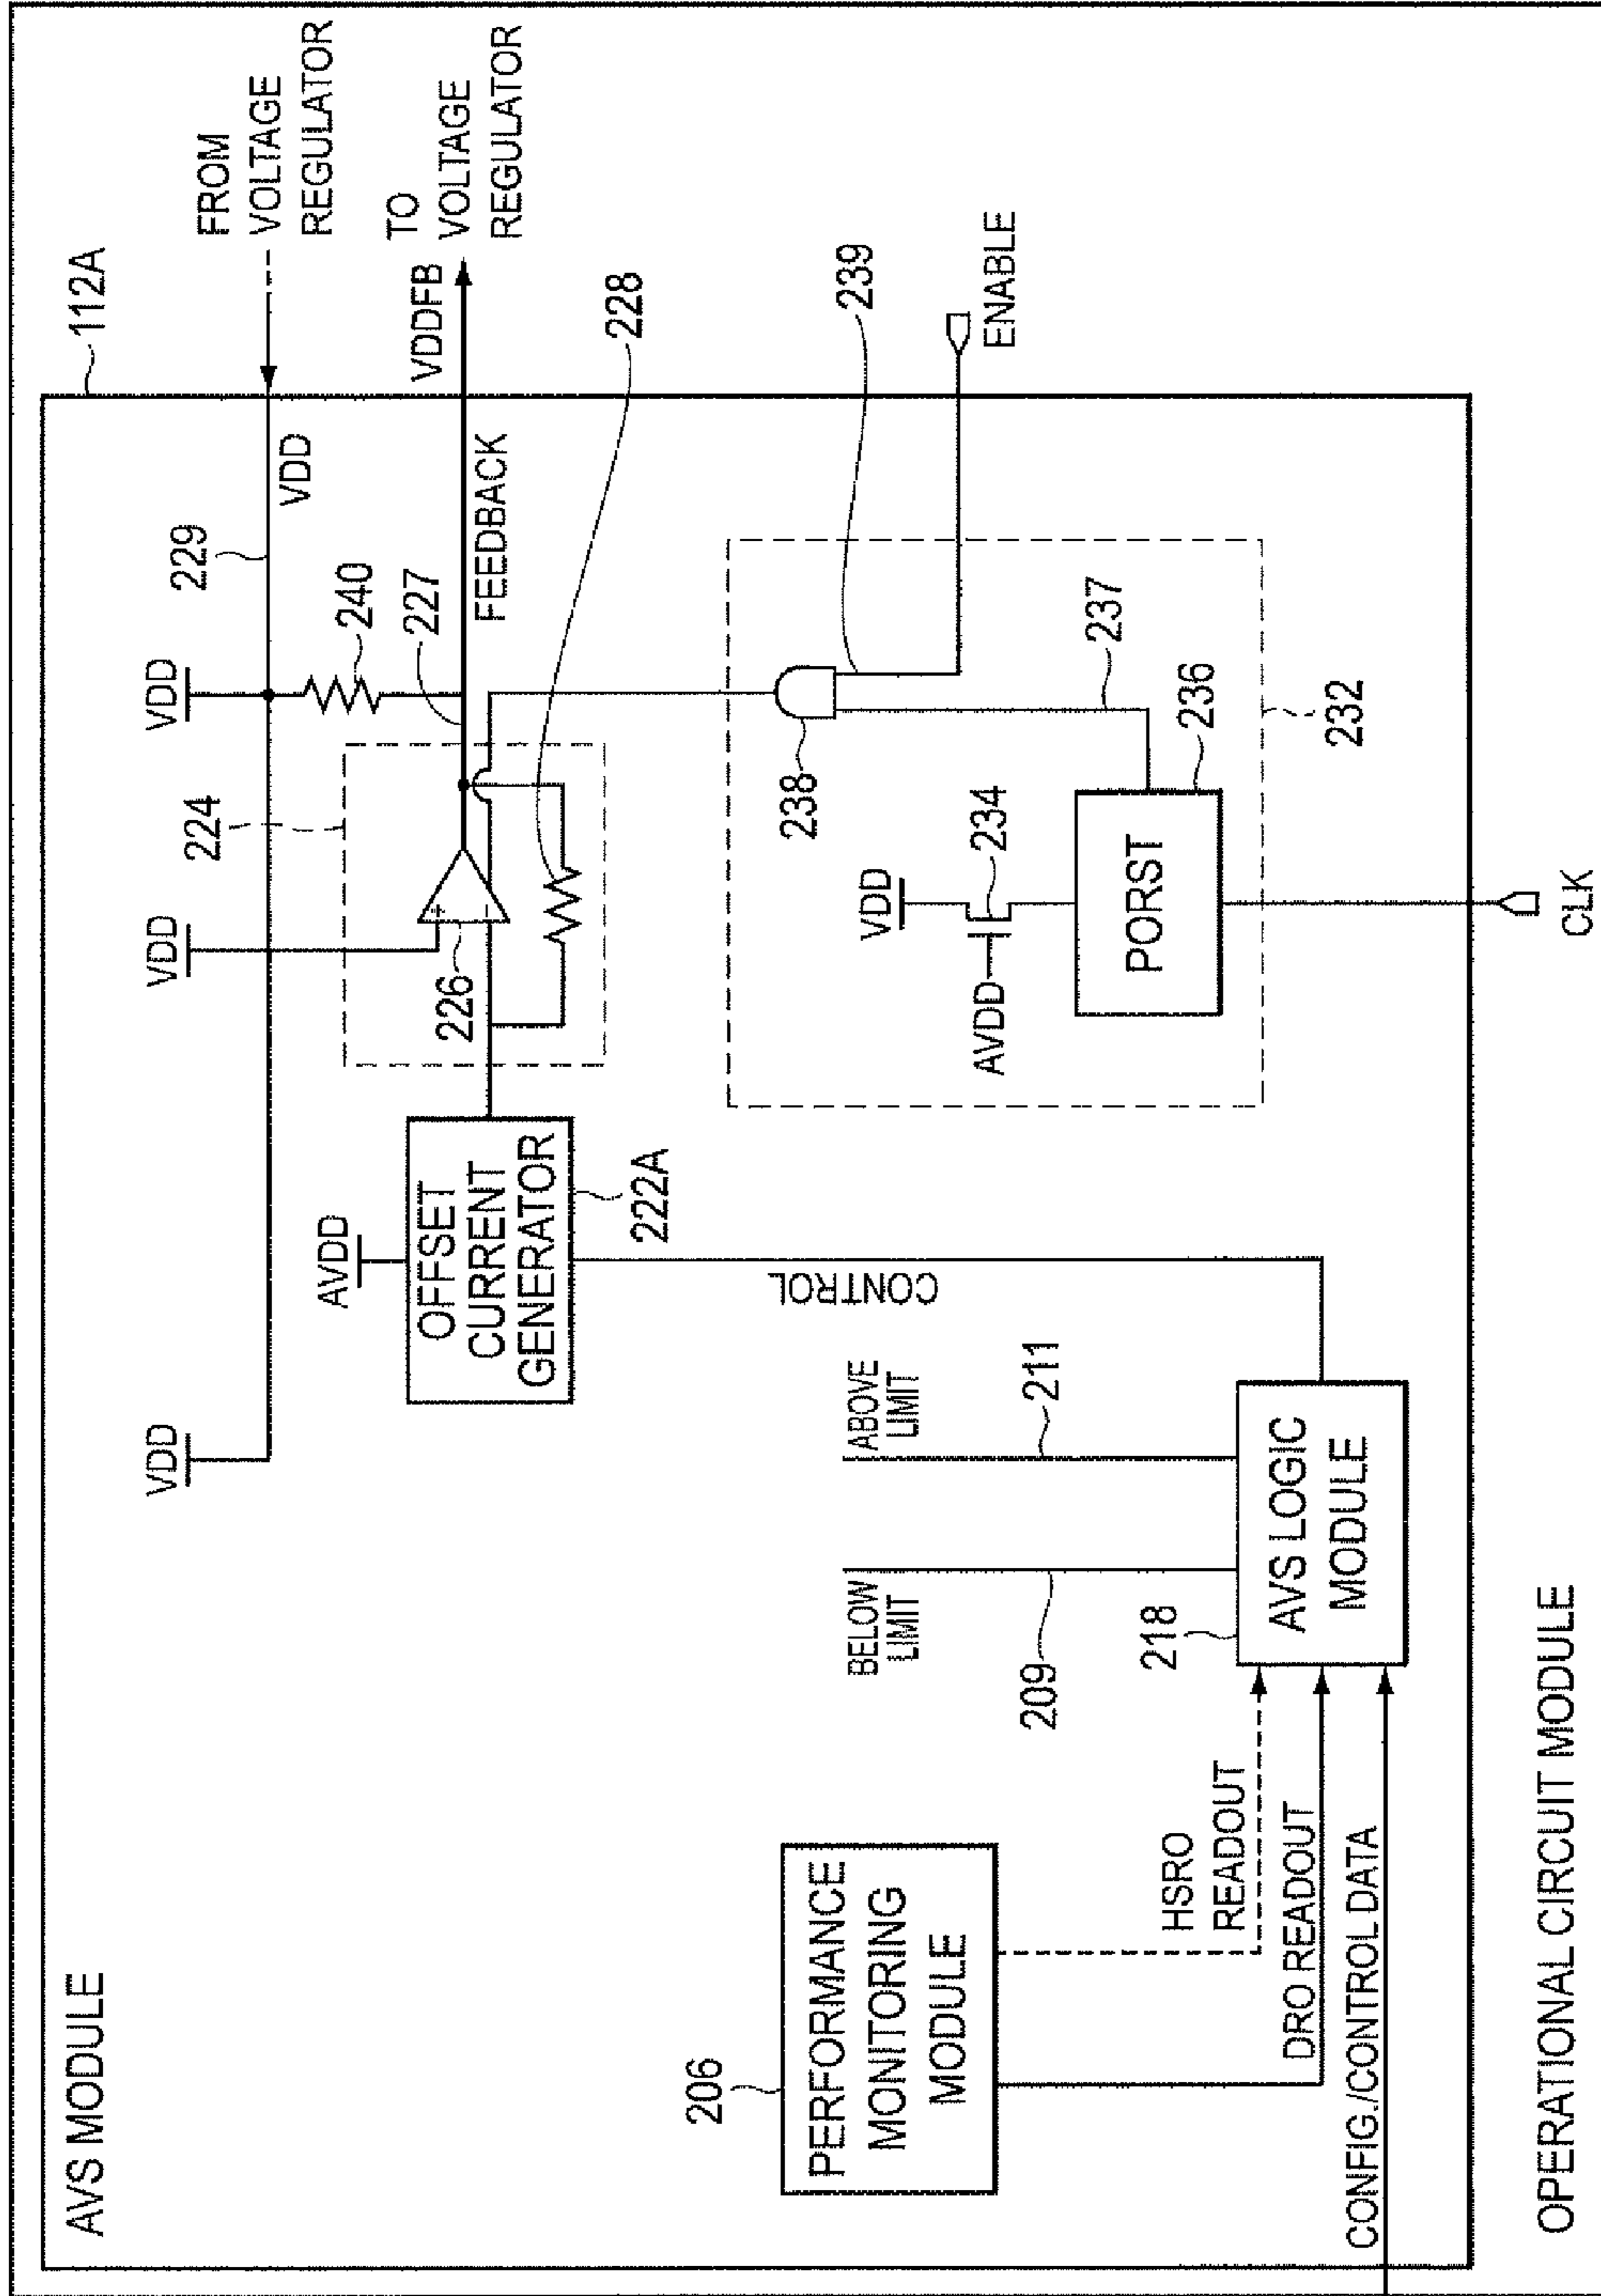 AVS MODULE
112A
FROM
VOLTAGE
REGULATOR
VDD
VDD
VDD
229
VDD
240
TO
VOLTAGE
REGULATOR
VDDFB
224
227
FEEDBACK
AVDD
OFFSET
CURRENT
GENERATOR
222A
226
+
−
228
CONTROL
238
239
ENABLE
VDD
AVDD
234
237
PORST
236
232
CLK
206
PERFORMANCE
MONITORING
MODULE
BELOW
LIMIT
ABOVE
LIMIT
209
211
218
AVS LOGIC
MODULE
HSRO
READOUT
DRO READOUT
CONFIG./CONTROL DATA
OPERATIONAL CIRCUIT MODULE